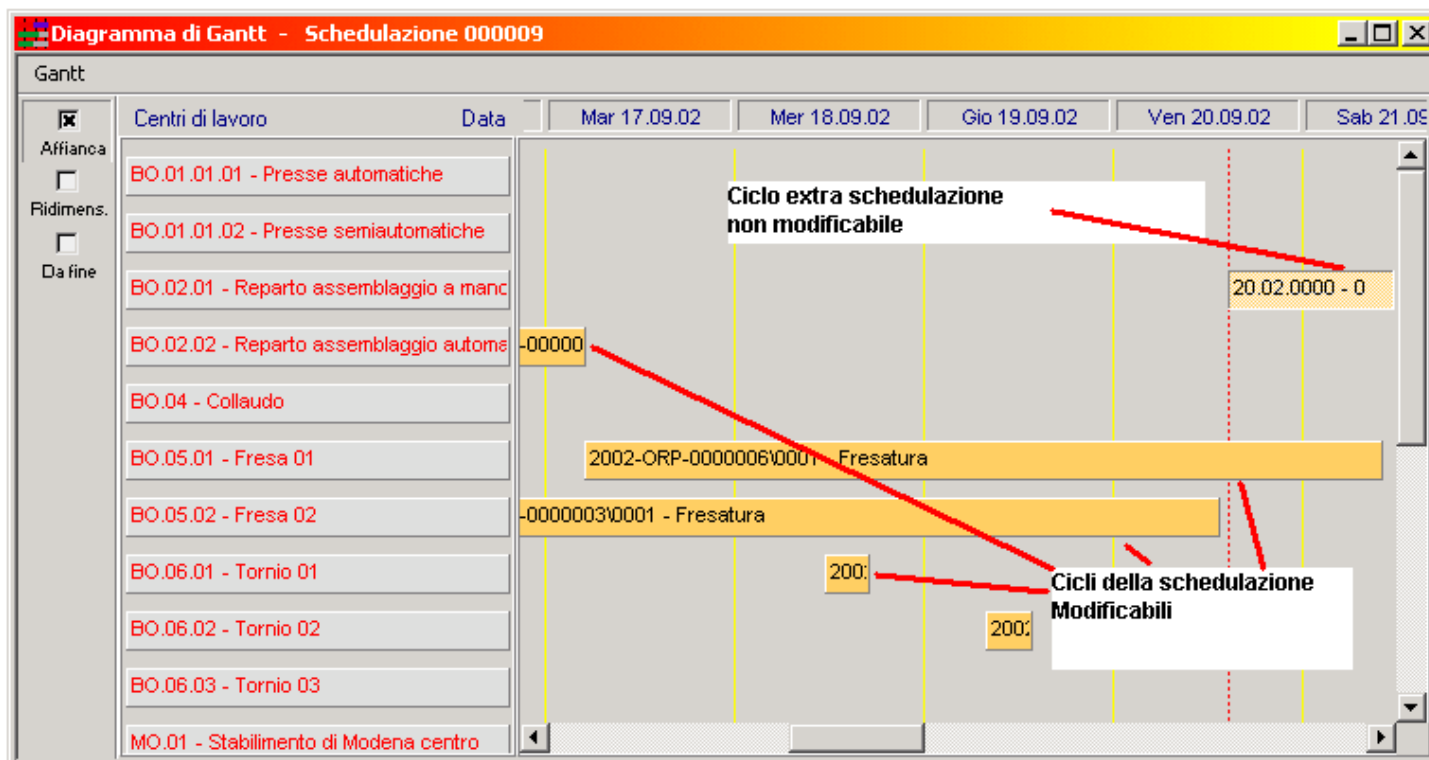 Diagramma di Gantt - Schedulazione 000009
Gantt
Affianca
Ridimens.
Da fine
Centri di lavoro Data Mar 17.09.02 Mer 18.09.02 Gio 19.09.02 Ven 20.09.02 Sab 21.09
BO.01.01.01 - Presse automatiche
Ciclo extra schedulazione
non modificabile
BO.01.01.02 - Presse semiautomatiche
BO.02.01 - Reparto assemblaggio a mano 20.02.0000 - 0
BO.02.02 - Reparto assemblaggio automa -00000
BO.04 - Collaudo
BO.05.01 - Fresa 01 2002-ORP-0000006\0001 - Fresatura
BO.05.02 - Fresa 02 -0000003\0001 - Fresatura
BO.06.01 - Tornio 01 200
Cicli della schedulazione
Modificabili
BO.06.02 - Tornio 02 200
BO.06.03 - Tornio 03
MO.01 - Stabilimento di Modena centro